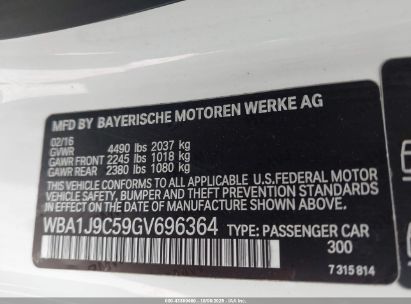 MFD BY BAYERISCHE MOTOREN WERKE AG
02/16
GVWR 4490 lbs 2037 kg
GAWR FRONT 2245 lbs 1018 kg
GAWR REAR 2380 lbs 1080 kg
THIS VEHICLE CONFORMS TO ALL APPLICABLE U.S.FEDERAL MOTOR
VEHICLE SAFETY, BUMPER AND THEFT PREVENTION STANDARDS
IN EFFECT ON THE DATE OF MANUFACTURE SHOWN ABOVE.
WBA1J9C59GV696364 TYPE: PASSENGER CAR
300
7 315 814